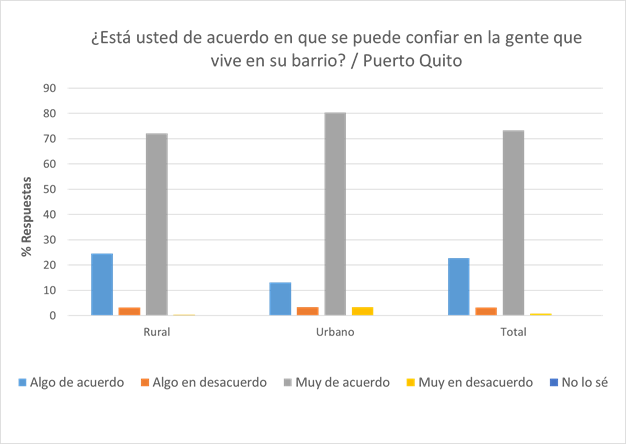 ¿Está usted de acuerdo en que se puede confiar en la gente que
vive en su barrio? / Puerto Quito
90
80
70
60
50
40
30
20
10
0
% Respuestas
Rural
Urbano
Total
Algo de acuerdo
Algo en desacuerdo
Muy de acuerdo
Muy en desacuerdo
No lo sé